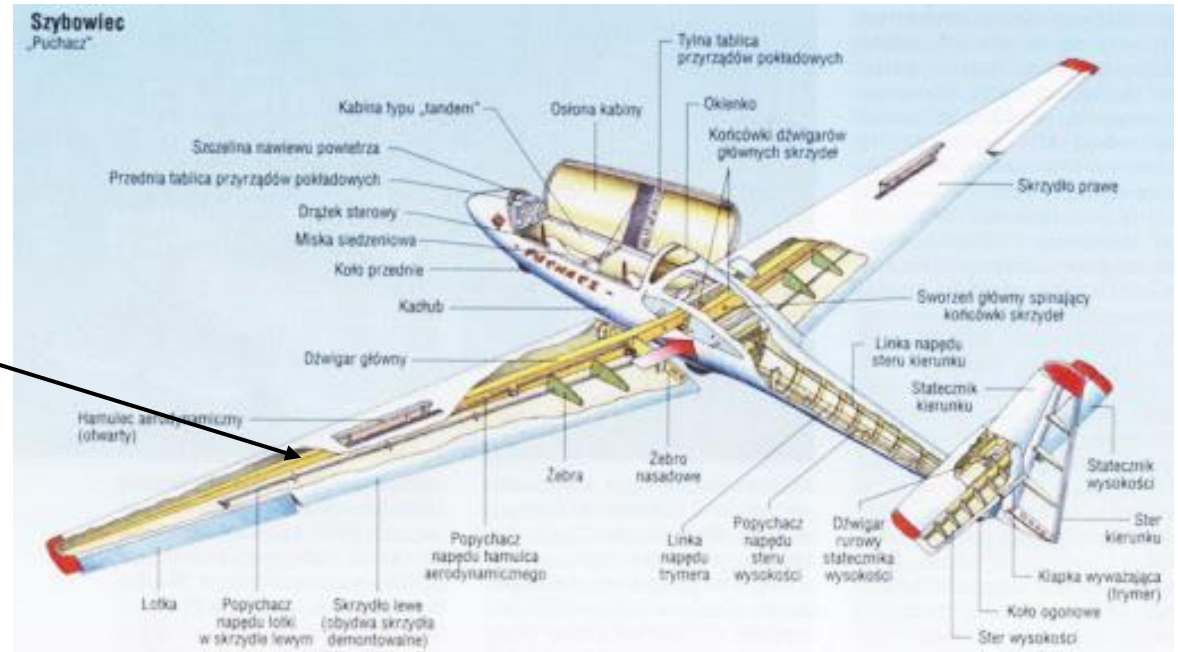 Szybowiec
„Puchacz"
Tylna tablica
przyrządów pokładowych
Kabina typu „tandem"
Osłona kabiny
Okienko
Szczelina nawiewu powietrza
Końcówki dźwigarów
głównych skrzydeł
Przednia tablica przyrządów pokładowych
Skrzydło prawe
Drążek sterowy
Miska siedzeniowa
Koło przednie
PUCHACZ
Kadłub
Sworzeń główny spinający
końcówki skrzydeł
Dźwigar główny
Linka napędu
steru kierunku
Statecznik
kierunku
Hamulec aerodynamiczny
(otwarty)
Żebra
Żebro
nasadowe
Statecznik
wysokości
Popychacz
napędu hamulca
aerodynamicznego
Linka
napędu
trymera
Popychacz
napędu
steru
wysokości
Dźwigar
rurowy
statecznika
wysokości
Ster
kierunku
Klapka wyważająca
(trymer)
Lotka
Popychacz
napędu lotki
w skrzydle lewym
Skrzydło lewe
(obydwa skrzydła
demontowalne)
Koło ogonowe
Ster wysokości